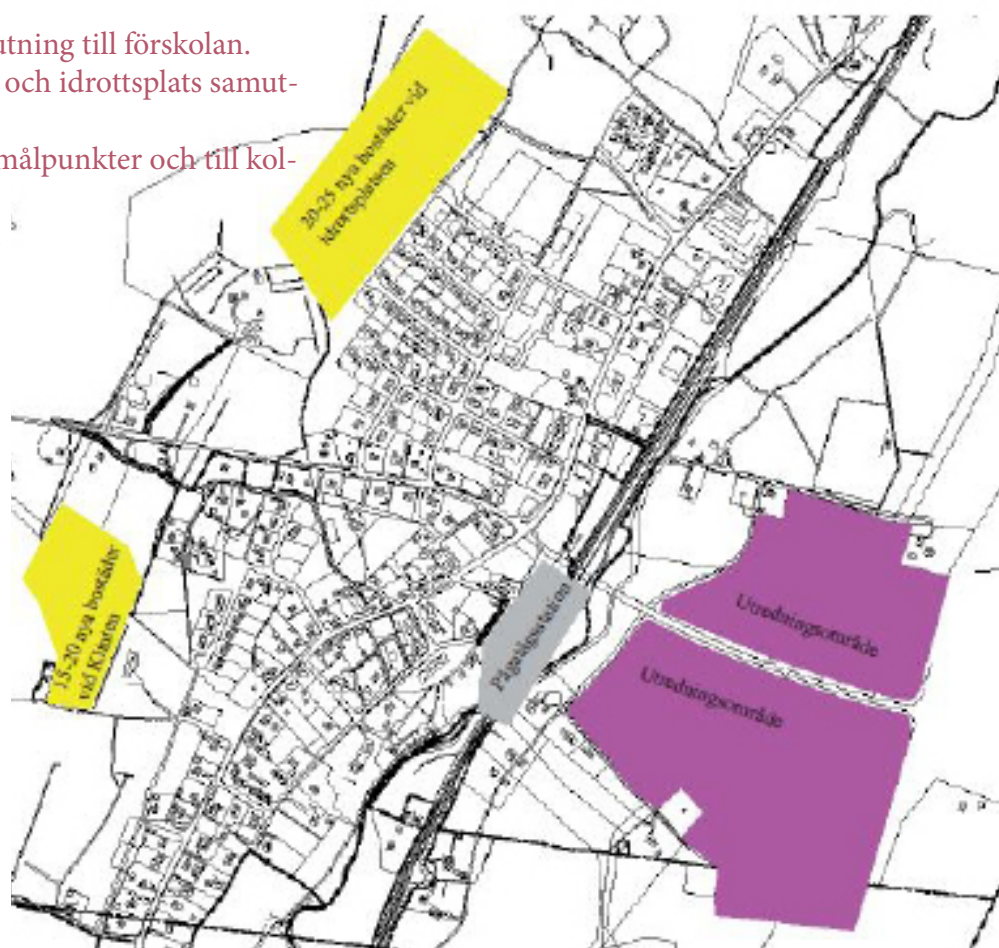 utning till förskolan.
och idrottsplats samut-
målpunkter och till kol-
20-25 nya bostäder vid
idrottsplatsen
15-20 nya bostäder
vid Klinten
Pågatågsstation
Utredningsområde
Utredningsområde